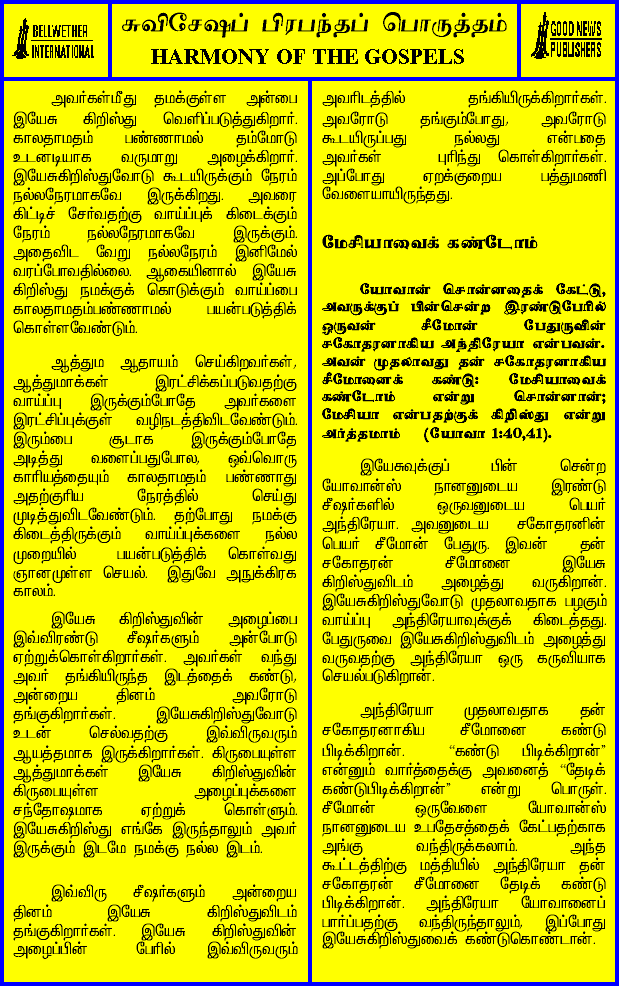 BELLWETHER
INTERNATIONAL
சுவிசேஷப் பிரபந்தப் பொருத்தம்
HARMONY OF THE GOSPELS
GOOD NEWS
PUBLISHERS
அவர்கள்மீது தமக்குள்ள அன்பை
இயேசு கிறிஸ்து வெளிப்படுத்துகிறார்.
காலதாமதம் பண்ணாமல் தம்மோடு
உடனடியாக வருமாறு அழைக்கிறார்.
இயேசுகிறிஸ்துவோடு கூடயிருக்கும் நேரம்
நல்லநேரமாகவே இருக்கிறது. அவரை
கிட்டிச் சேர்வதற்கு வாய்ப்புக் கிடைக்கும்
நேரம் நல்லநேரமாகவே இருக்கும்.
அதைவிட வேறு நல்லநேரம் இனிமேல்
வரப்போவதில்லை. ஆகையினால் இயேசு
கிறிஸ்து நமக்குக் கொடுக்கும் வாய்ப்பை
காலதாமதம்பண்ணாமல் பயன்படுத்திக்
கொள்ளவேண்டும்.
ஆத்தும ஆதாயம் செய்கிறவர்கள்,
ஆத்துமாக்கள் இரட்சிக்கப்படுவதற்கு
வாய்ப்பு இருக்கும்போதே அவர்களை
இரட்சிப்புக்குள் வழிநடத்திவிடவேண்டும்.
இரும்பை சூடாக இருக்கும்போதே
அடித்து வளைப்பதுபோல, ஒவ்வொரு
காரியத்தையும் காலதாமதம் பண்ணாது
அதற்குரிய நேரத்தில் செய்து
முடித்துவிடவேண்டும். தற்போது நமக்கு
கிடைத்திருக்கும் வாய்ப்புக்களை நல்ல
முறையில் பயன்படுத்திக் கொள்வது
ஞானமுள்ள செயல். இதுவே அநுக்கிரக
காலம்.
இயேசு கிறிஸ்துவின் அழைப்பை
இவ்விரண்டு சீஷர்களும் அன்போடு
ஏற்றுக்கொள்கிறார்கள். அவர்கள் வந்து
அவர் தங்கியிருந்த இடத்தைக் கண்டு,
அன்றைய தினம் அவரோடு
தங்குகிறார்கள். இயேசுகிறிஸ்துவோடு
உடன் செல்வதற்கு இவ்விருவரும்
ஆயத்தமாக இருக்கிறார்கள். கிருபையுள்ள
ஆத்துமாக்கள் இயேசு கிறிஸ்துவின்
கிருபையுள்ள அழைப்புக்களை
சந்தோஷமாக ஏற்றுக் கொள்ளும்.
இயேசுகிறிஸ்து எங்கே இருந்தாலும் அவர்
இருக்கும் இடமே நமக்கு நல்ல இடம்.
இவ்விரு சீஷர்களும் அன்றைய
தினம் இயேசு கிறிஸ்துவிடம்
தங்குகிறார்கள். இயேசு கிறிஸ்துவின்
அழைப்பின் பேரில் இவ்விருவரும்
அவரிடத்தில் தங்கியிருக்கிறார்கள்.
அவரோடு தங்கும்போது, அவரோடு
கூடயிருப்பது நல்லது என்பதை
அவர்கள் புரிந்து கொள்கிறார்கள்.
அப்போது ஏறக்குறைய பத்துமணி
வேளையாயிருந்தது.
மேசியாவைக் கண்டோம்
யோவான் சொன்னதைக் கேட்டு,
அவருக்குப் பின்சென்ற இரண்டுபேரில்
ஒருவன் சீமோன் பேதுருவின்
சகோதரனாகிய அந்திரேயா என்பவன்.
அவன் முதலாவது தன் சகோதரனாகிய
சீமோனைக் கண்டு: மேசியாவைக்
கண்டோம் என்று சொன்னான்;
மேசியா என்பதற்குக் கிறிஸ்து என்று
அர்த்தமாம் (யோவா 1:40,41).
இயேசுவுக்குப் பின் சென்ற
யோவான்ஸ் நானனுடைய இரண்டு
சீஷர்களில் ஒருவனுடைய பெயர்
அந்திரேயா. அவனுடைய சகோதரனின்
பெயர் சீமோன் பேதுரு. இவன் தன்
சகோதரன் சீமோனை இயேசு
கிறிஸ்துவிடம் அழைத்து வருகிறான்.
இயேசுகிறிஸ்துவோடு முதலாவதாக பழகும்
வாய்ப்பு அந்திரேயாவுக்குக் கிடைத்தது.
பேதுருவை இயேசுகிறிஸ்துவிடம் அழைத்து
வருவதற்கு அந்திரேயா ஒரு கருவியாக
செயல்படுகிறான்.
அந்திரேயா முதலாவதாக தன்
சகோதரனாகிய சீமோனை கண்டு
பிடிக்கிறான். “கண்டு பிடிக்கிறான்”
என்னும் வார்த்தைக்கு அவனைத் “தேடிக்
கண்டுபிடிக்கிறான்” என்று பொருள்.
சீமோன் ஒருவேளை யோவான்ஸ்
நானனுடைய உபதேசத்தைக் கேட்பதற்காக
அங்கு வந்திருக்கலாம். அந்த
கூட்டத்திற்கு மத்தியில் அந்திரேயா தன்
சகோதரன் சீமோனை தேடிக் கண்டு
பிடிக்கிறான். அந்திரேயா யோவானைப்
பார்ப்பதற்கு வந்திருந்தாலும், இப்போது
இயேசுகிறிஸ்துவைக் கண்டுகொண்டான்.